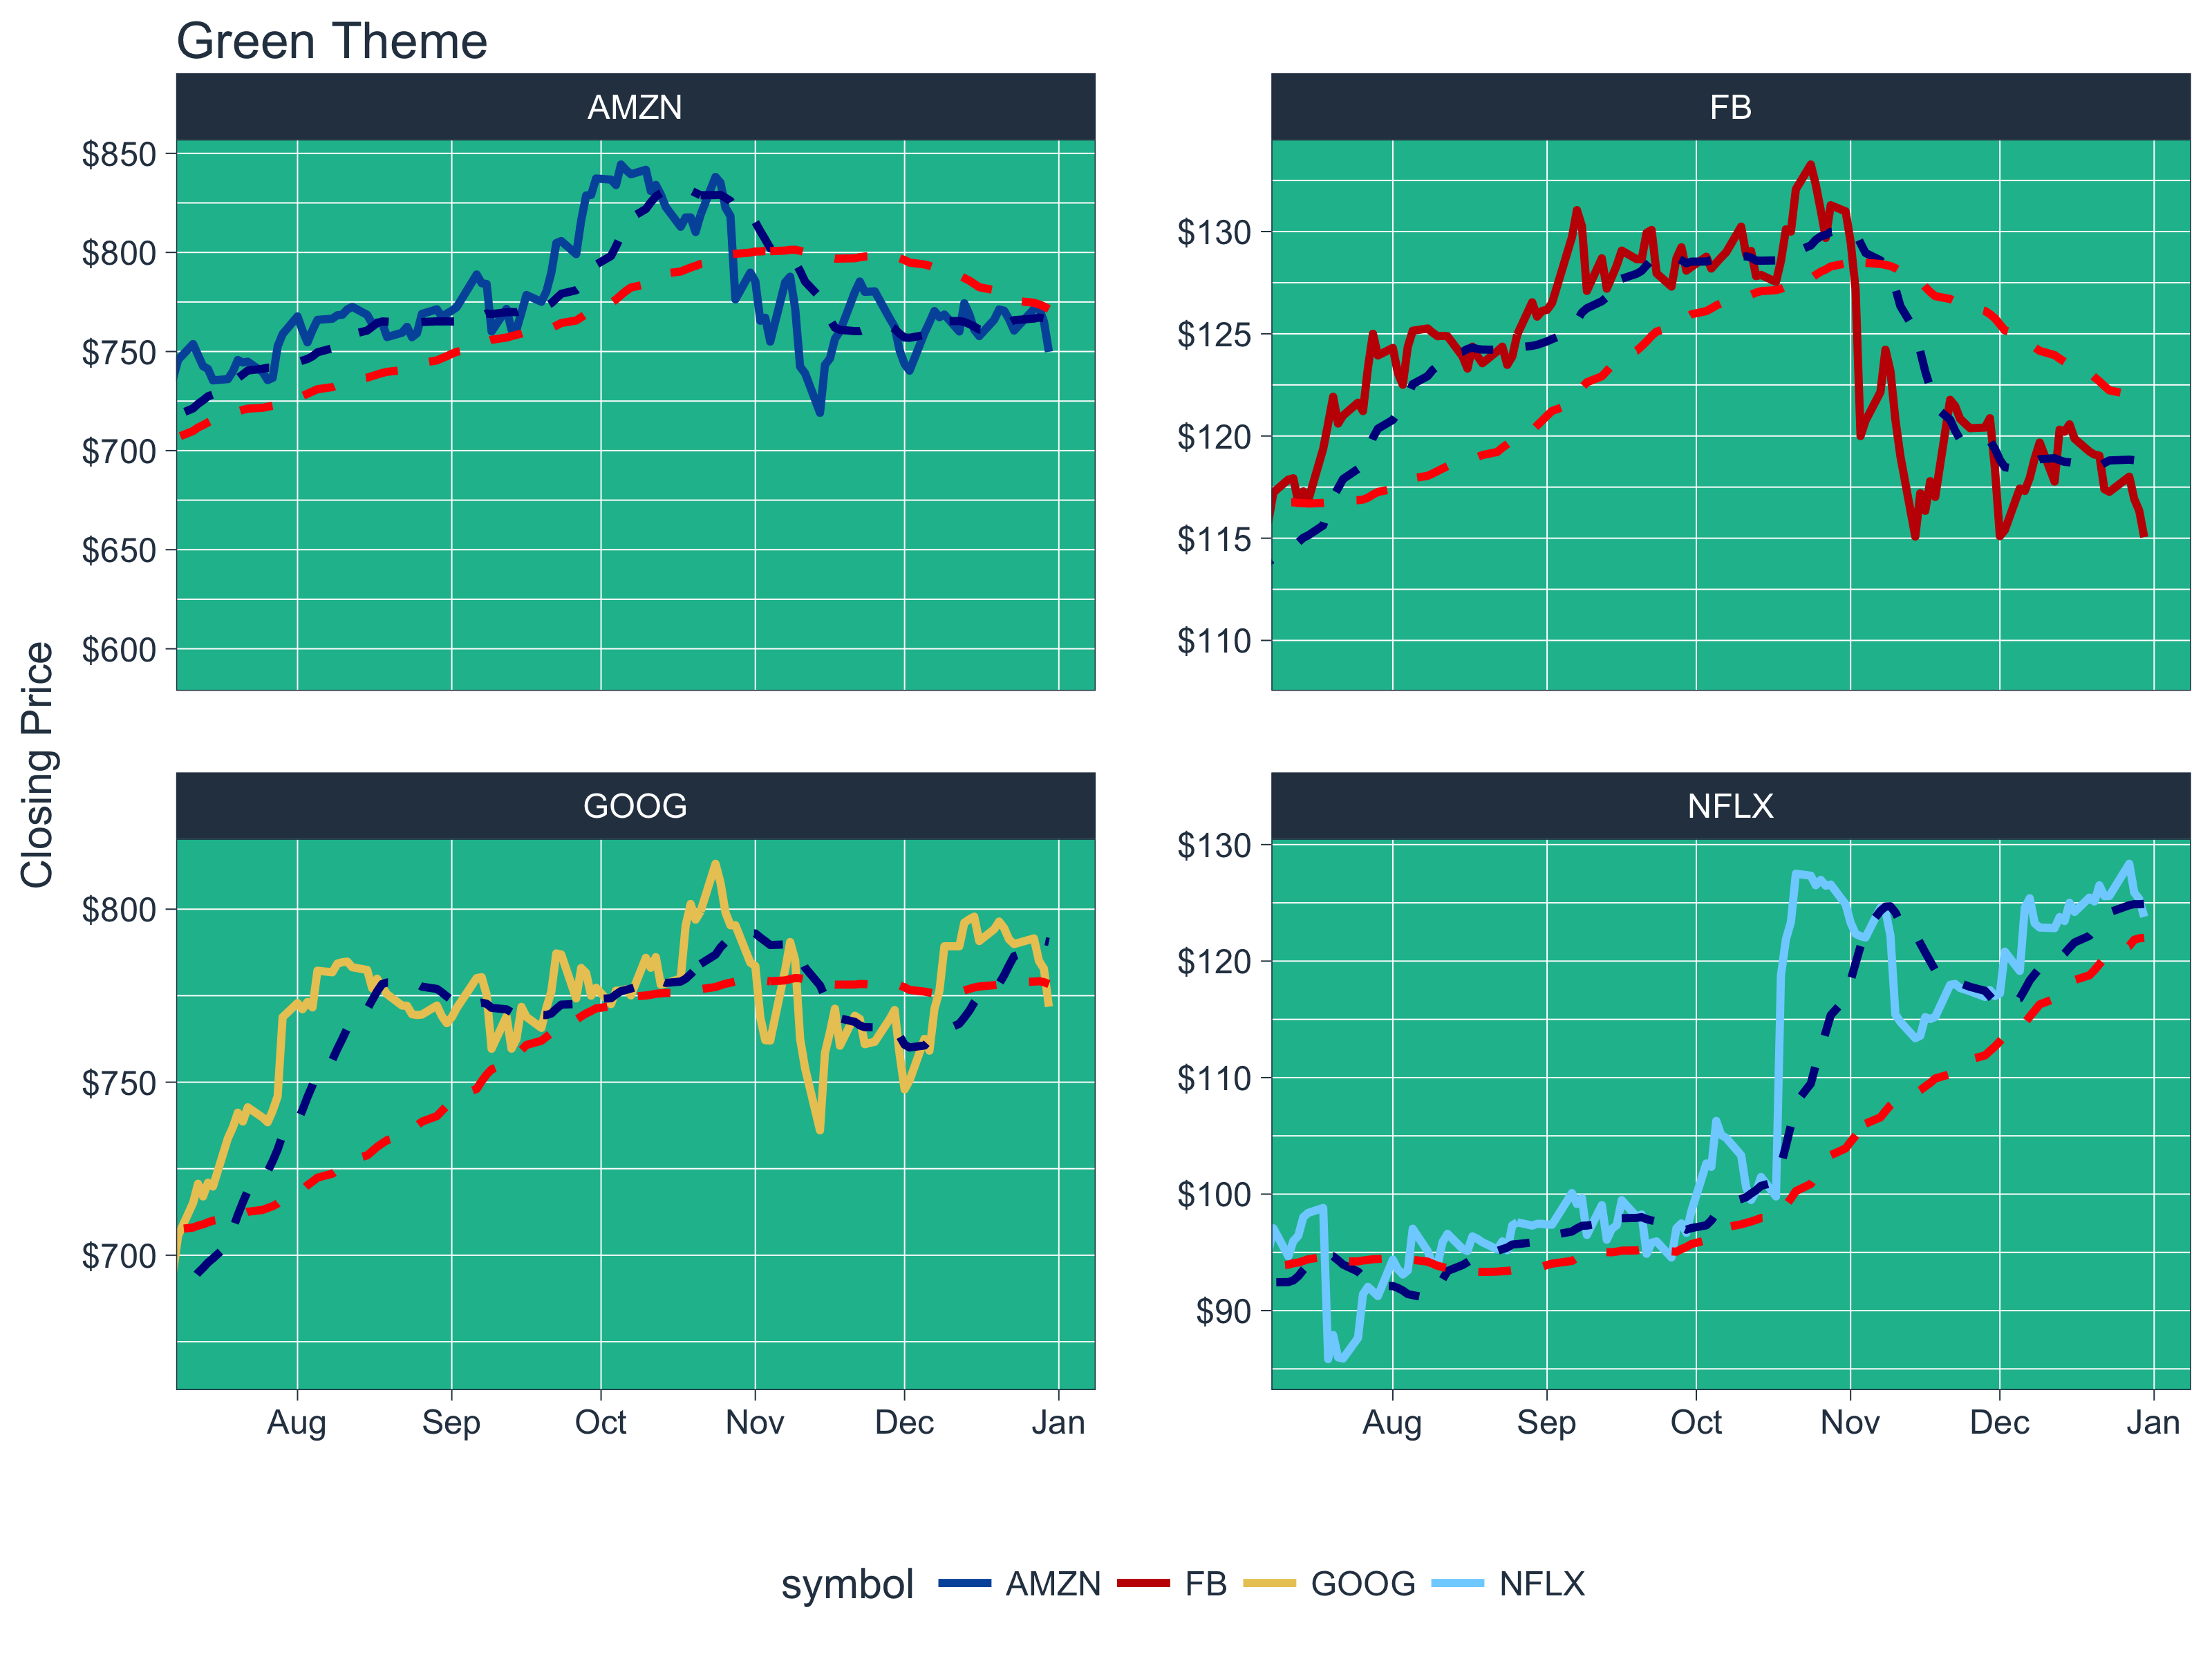 Green Theme
AMZN
FB
$850
$800
$750
$700
$650
$600
$130
$125
$120
$115
$110
Closing Price
GOOG
NFLX
$800
$750
$700
$130
$120
$110
$100
$90
Aug Sep Oct Nov Dec Jan
Aug Sep Oct Nov Dec Jan
symbol AMZN FB GOOG NFLX